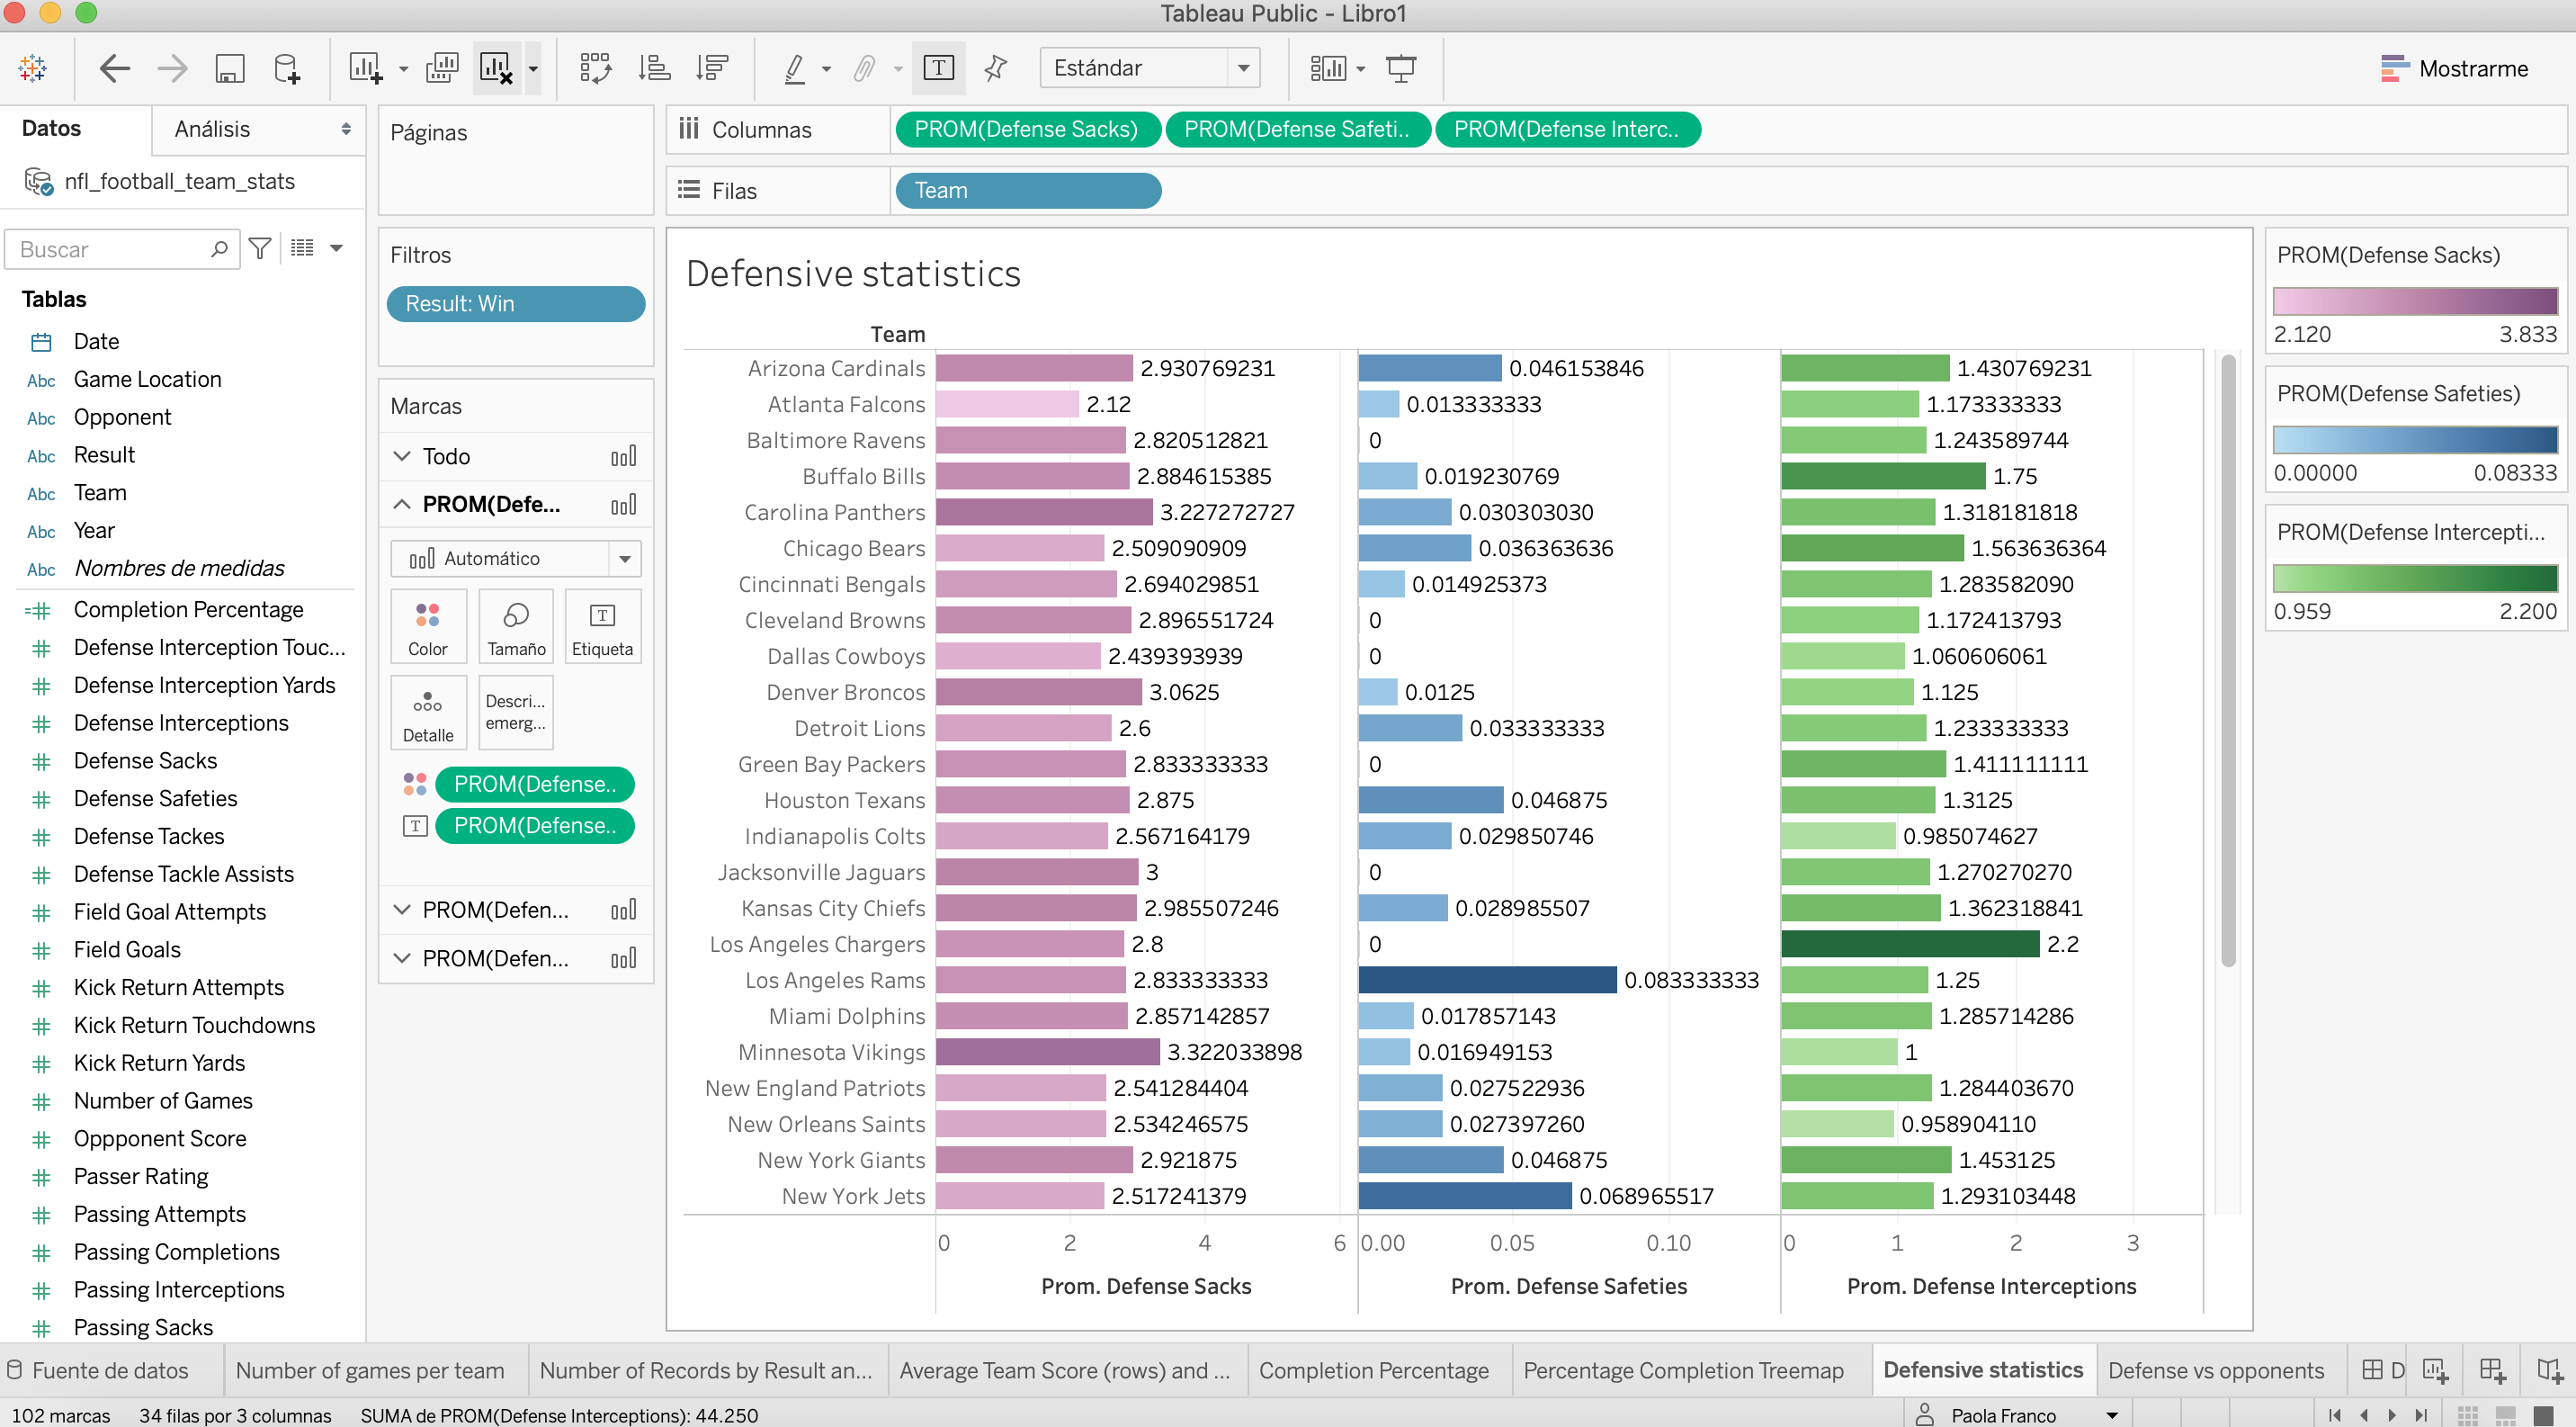 Tableau Public - Libro1
Estándar
Mostrarme
Datos
Análisis
nfl_football_team_stats
Buscar
Tablas
Date
Abc Game Location
Abc Opponent
Abc Result
Abc Team
Abc Year
Abc Nombres de medidas
Completion Percentage
Defense Interception Touc...
Defense Interception Yards
Defense Interceptions
Defense Sacks
Defense Safeties
Defense Tackes
Defense Tackle Assists
Field Goal Attempts
Field Goals
Kick Return Attempts
Kick Return Touchdowns
Kick Return Yards
Number of Games
Oppponent Score
Passer Rating
Passing Attempts
Passing Completions
Passing Interceptions
Passing Sacks
Páginas
Filtros
Result: Win
Marcas
Todo
PROM(Defe...
Automático
Color Tamaño Etiqueta
Detalle
Descri...
emerg...
PROM(Defense..
PROM(Defense..
PROM(Defen...
PROM(Defen...
Columnas PROM(Defense Sacks) PROM(Defense Safeti.. PROM(Defense Interc..
Filas Team
Defensive statistics
Team
Arizona Cardinals 2.930769231 0.046153846 1.430769231
Atlanta Falcons 2.12 0.013333333 1.173333333
Baltimore Ravens 2.820512821 0 1.243589744
Buffalo Bills 2.884615385 0.019230769 1.75
Carolina Panthers 3.227272727 0.030303030 1.318181818
Chicago Bears 2.509090909 0.036363636 1.563636364
Cincinnati Bengals 2.694029851 0.014925373 1.283582090
Cleveland Browns 2.896551724 0 1.172413793
Dallas Cowboys 2.439393939 0 1.060606061
Denver Broncos 3.0625 0.0125 1.125
Detroit Lions 2.6 0.033333333 1.233333333
Green Bay Packers 2.833333333 0 1.411111111
Houston Texans 2.875 0.046875 1.3125
Indianapolis Colts 2.567164179 0.029850746 0.985074627
Jacksonville Jaguars 3 0 1.270270270
Kansas City Chiefs 2.985507246 0.028985507 1.362318841
Los Angeles Chargers 2.8 0 2.2
Los Angeles Rams 2.833333333 0.083333333 1.25
Miami Dolphins 2.857142857 0.017857143 1.285714286
Minnesota Vikings 3.322033898 0.016949153 1
New England Patriots 2.541284404 0.027522936 1.284403670
New Orleans Saints 2.534246575 0.027397260 0.958904110
New York Giants 2.921875 0.046875 1.453125
New York Jets 2.517241379 0.068965517 1.293103448
0 2 4 6 0.00 0.05 0.10 0 1 2 3
Prom. Defense Sacks Prom. Defense Safeties Prom. Defense Interceptions
PROM(Defense Sacks)
2.120 3.833
PROM(Defense Safeties)
0.00000 0.08333
PROM(Defense Intercepti...
0.959 2.200
Fuente de datos Number of games per team Number of Records by Result an... Average Team Score (rows) and ... Completion Percentage Percentage Completion Treemap Defensive statistics Defense vs opponents D
102 marcas 34 filas por 3 columnas SUMA de PROM(Defense Interceptions): 44.250 Paola Franco